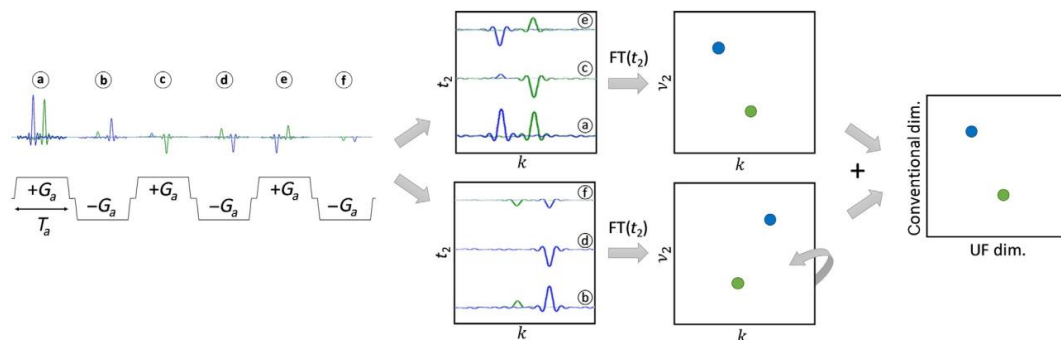 ⓐ ⓑ ⓒ ⓓ ⓔ ⓕ
+Ga −Ga +Ga −Ga +Ga −Ga
Ta
t2
ⓔ
ⓒ
ⓐ
k
FT(t2)
ν2
k
t2
ⓕ
ⓓ
ⓑ
k
FT(t2)
ν2
k
+
Conventional dim.
UF dim.